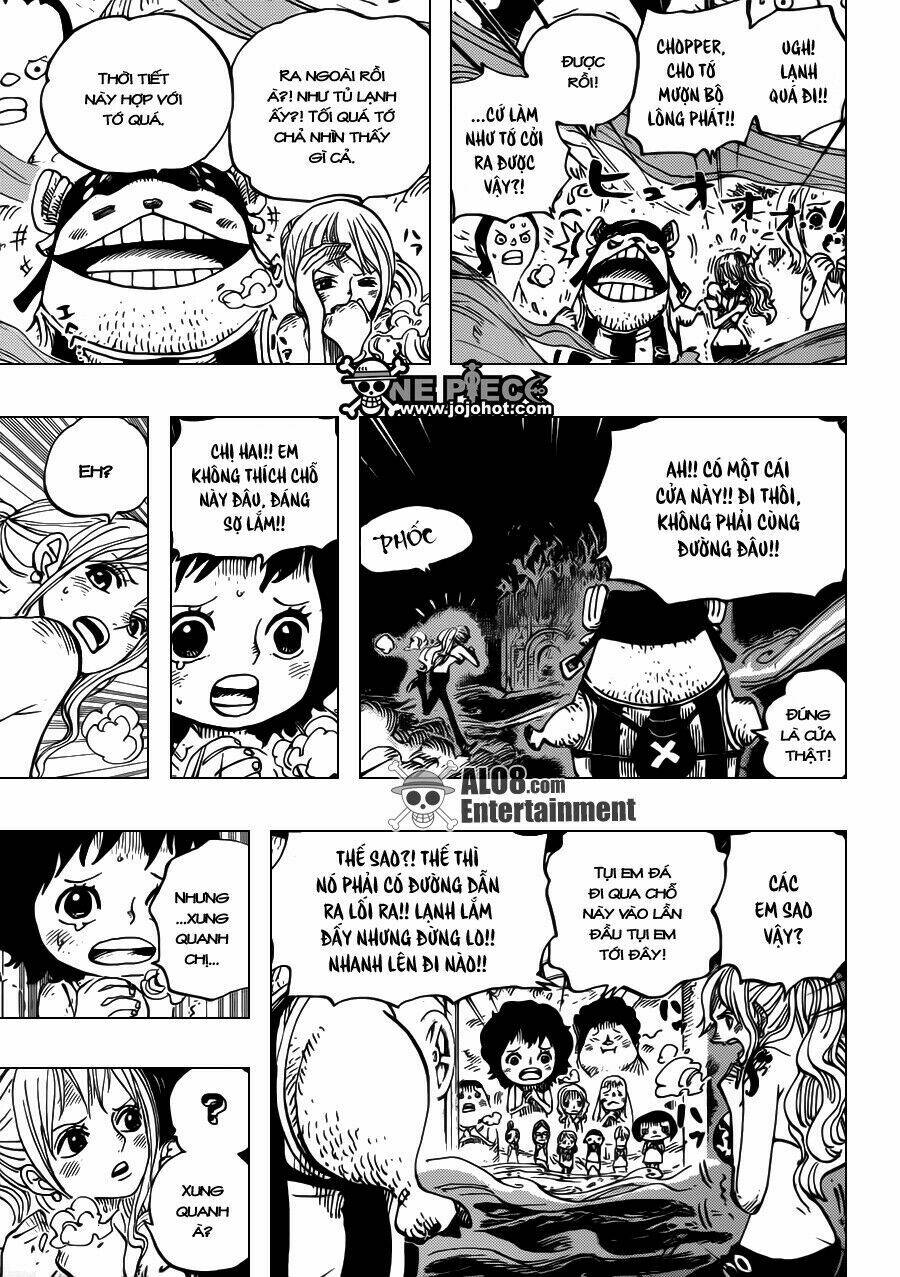 UGH!
LẠNH
QUÁ ĐI!!
CHOPPER,
CHO TỚ
MƯỢN BỘ
LÔNG PHÁT!!
ĐƯỢC
RỒI!
...CỨ LÀM
NHƯ TỚ CỞI
RA ĐƯỢC
VẬY?!
ヒュオオオ!
RA NGOÀI RỒI
À?! NHƯ TỦ LẠNH
ẤY?! TỐI QUÁ TỚ
CHẢ NHÌN THẤY
GÌ CẢ.
THỜI TIẾT
NÀY HỢP VỚI
TỚ QUÁ.
ONE PIECE
www.jojohot.com
AH!! CÓ MỘT CÁI
CỬA NÀY!! ĐI THÔI,
KHÔNG PHẢI CÙNG
ĐƯỜNG ĐÂU!!
PHỐC
ĐÚNG
LÀ CỬA
THẬT!
CHỊ HAI!! EM
KHÔNG THÍCH CHỖ
NÀY ĐÂU, ĐÁNG
SỢ LẮM!!
EH?
ALO8.com
Entertainment
CÁC
EM SAO
VẬY?
TỤI EM ĐÃ
ĐI QUA CHỖ
NÀY VÀO LẦN
ĐẦU TỤI EM
TỚI ĐÂY!
THẾ SAO?! THẾ THÌ
NÓ PHẢI CÓ ĐƯỜNG DẪN
RA LỐI RA!! LẠNH LẮM
ĐẤY NHƯNG ĐỪNG LO!!
NHANH LÊN ĐI NÀO!!
NHƯNG
...XUNG
QUANH
CHỊ...
?
XUNG
QUANH
À?